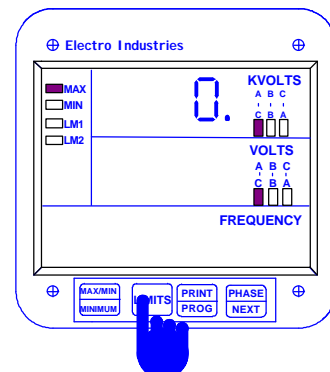 Electro Industries
MAX
MIN
LM1
LM2
0.
KVOLTS
A B C
C B A
VOLTS
A B C
C B A
FREQUENCY
MAX/MIN
MINIMUM
LIMITS
PRINT
PROG
PHASE
NEXT